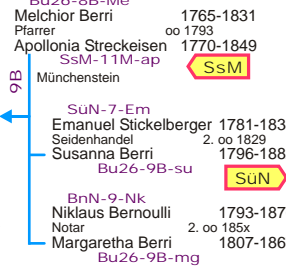 Bu26-8B-Me
Melchior Berri 1765-1831
Pfarrer oo 1793
Apollonia Streckeisen 1770-1849
SsM-11M-ap
SsM
9B
Münchenstein
SüN-7-Em
Emanuel Stickelberger 1781-183
Seidenhandel 2. oo 1829
Susanna Berri 1796-188
Bu26-9B-su
SüN
BnN-9-Nk
Niklaus Bernoulli 1793-187
Notar 2. oo 185x
Margaretha Berri 1807-186
Bu26-9B-mg